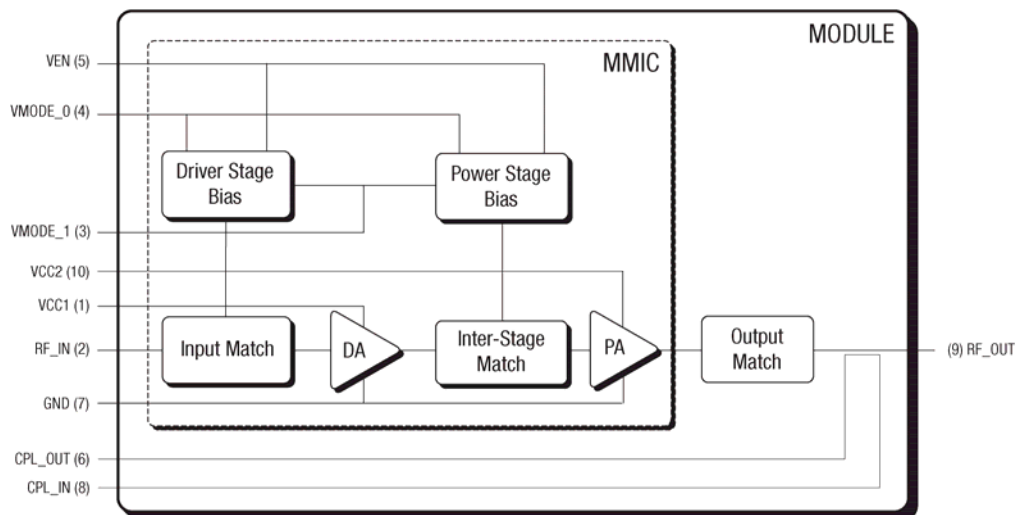 MODULE
MMIC
VEN (5)
VMODE_0 (4)
Driver Stage
Bias
Power Stage
Bias
VMODE_1 (3)
VCC2 (10)
VCC1 (1)
RF_IN (2)
Input Match
DA
Inter-Stage
Match
PA
Output
Match
(9) RF_OUT
GND (7)
CPL_OUT (6)
CPL_IN (8)